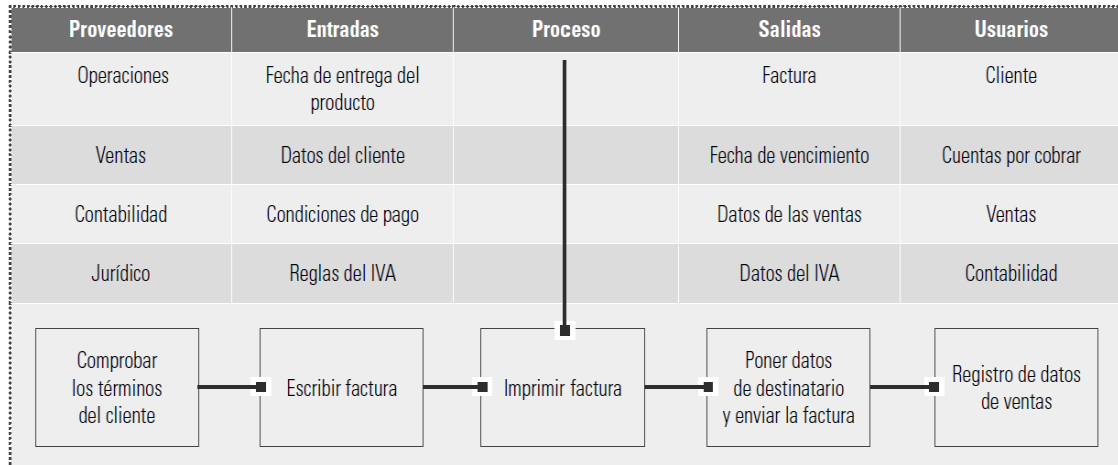 Proveedores
Entradas
Proceso
Salidas
Usuarios
Operaciones
Fecha de entrega del
producto
Factura
Cliente
Ventas
Datos del cliente
Fecha de vencimiento
Cuentas por cobrar
Contabilidad
Condiciones de pago
Datos de las ventas
Ventas
Jurídico
Reglas del IVA
Datos del IVA
Contabilidad
Comprobar
los términos
del cliente
Escribir factura
Imprimir factura
Poner datos
de destinatario
y enviar la factura
Registro de datos
de ventas